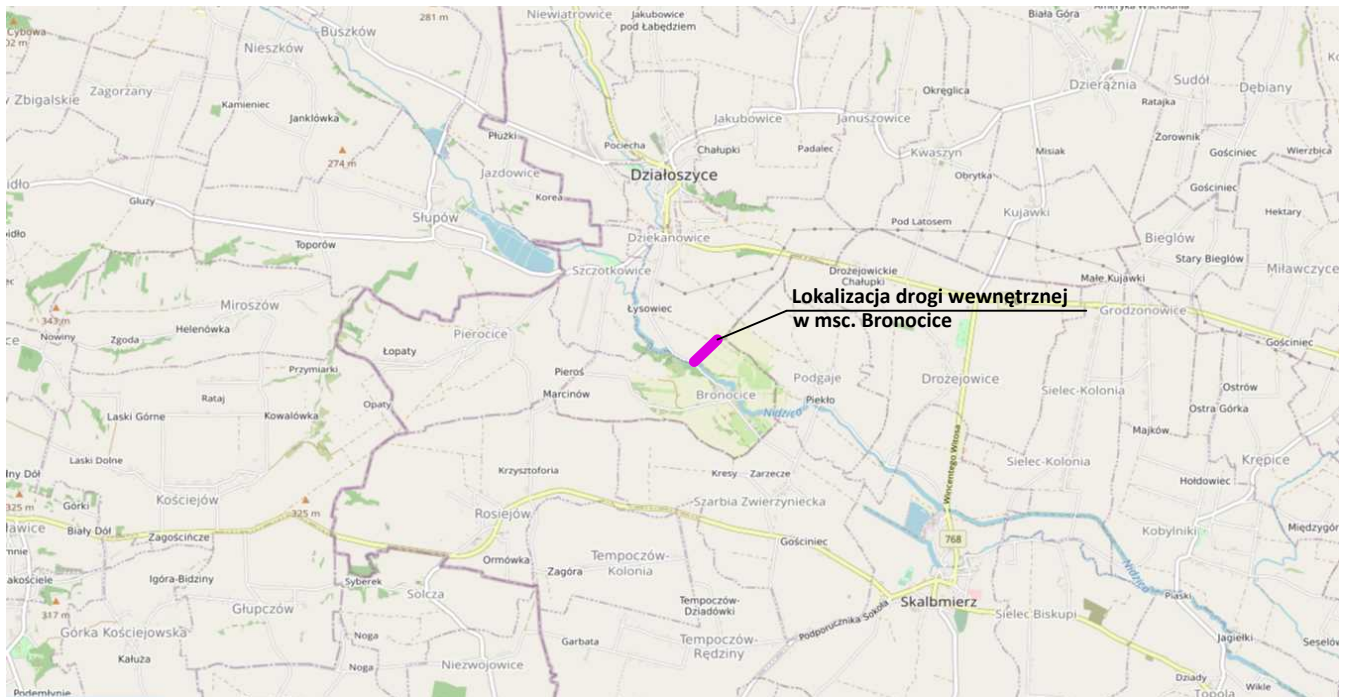 281 m
Niewiatrowice
Jakubowice
pod Łabędziem
Biała Góra
Cybowa
Buszków
Nieszków
Zbigalskie
Zagorzany
Kamieniec
Janklówka
274 m
Płużki
Jazdowice
Korea
Pociecha
Chałupki
Działoszyce
Jakubowice
Padalec
Januszowice
Okręglica
Kwaszyn
Obrytka
Misiak
Dzierążnia
Sudół
Dębiany
Ratajka
Zorownik
Gościniec
Wierzbica
Gościniec
Hektary
Gluzy
Słupów
Toporów
Dziekanowice
Szczotkowice
Pod Latosem
Kujawki
Bieglów
Stary Bieglów
Miławczyce
Drożejowickie
Chałupki
Małe Kujawki
Grodzonowice
Gościniec
Lokalizacja drogi wewnętrznej
w msc. Bronocice
Łysowiec
343 m
Nowiny
Zgoda
Helenówka
Miroszów
Przymiarki
Pierocice
Łopaty
Pieroś
Marcinów
Bronocice
Nidzica
Podgaje
Piekło
Drożejowice
Sielec-Kolonia
Ostrów
Ostra Górka
Majków
Rataj
Laski Górne
Kowalówka
Opaty
Laski Dolne
Krzysztoforia
Kresy
Zarzecze
Wincentego Witosa
Sielec-Kolonia
Krępice
Hołdowiec
Kościejów
Górki
325 m
325 m
Biały Dół
Zagościńcze
Rosiejów
Szarbia Zwierzyniecka
Gościniec
768
Kobylniki
Ormówka
Tempoczów-
Kolonia
Zagóra
Igóra-Bidziny
Syberek
Solcza
Głupczów
317 m
Tempoczów-
Dziadówki
Podporucznika Sokoła
Skalbmierz
Sielec Biskupi
Nidzica
Piaski
Jagiełki
Górka Kościejowska
Kaluża
Noga
Noga
Garbata
Niezwojowice
Tempoczów-
Rędziny
Dziady
Wikle
Topola